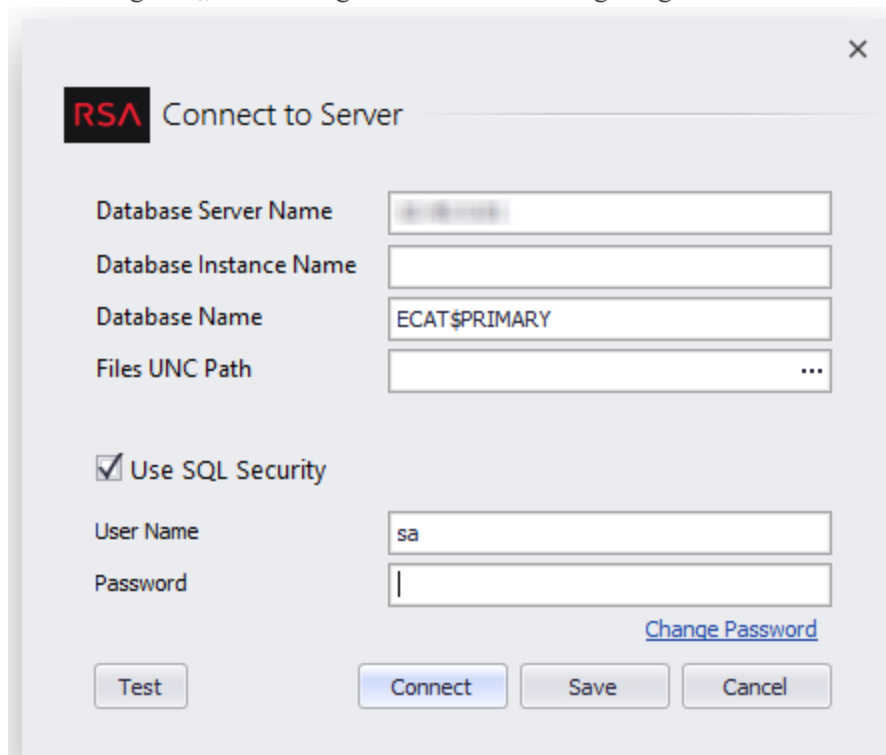 RSA Connect to Server
Database Server Name
Database Instance Name
Database Name ECAT$PRIMARY
Files UNC Path ...
Use SQL Security
User Name sa
Password
Change Password
Test Connect Save Cancel